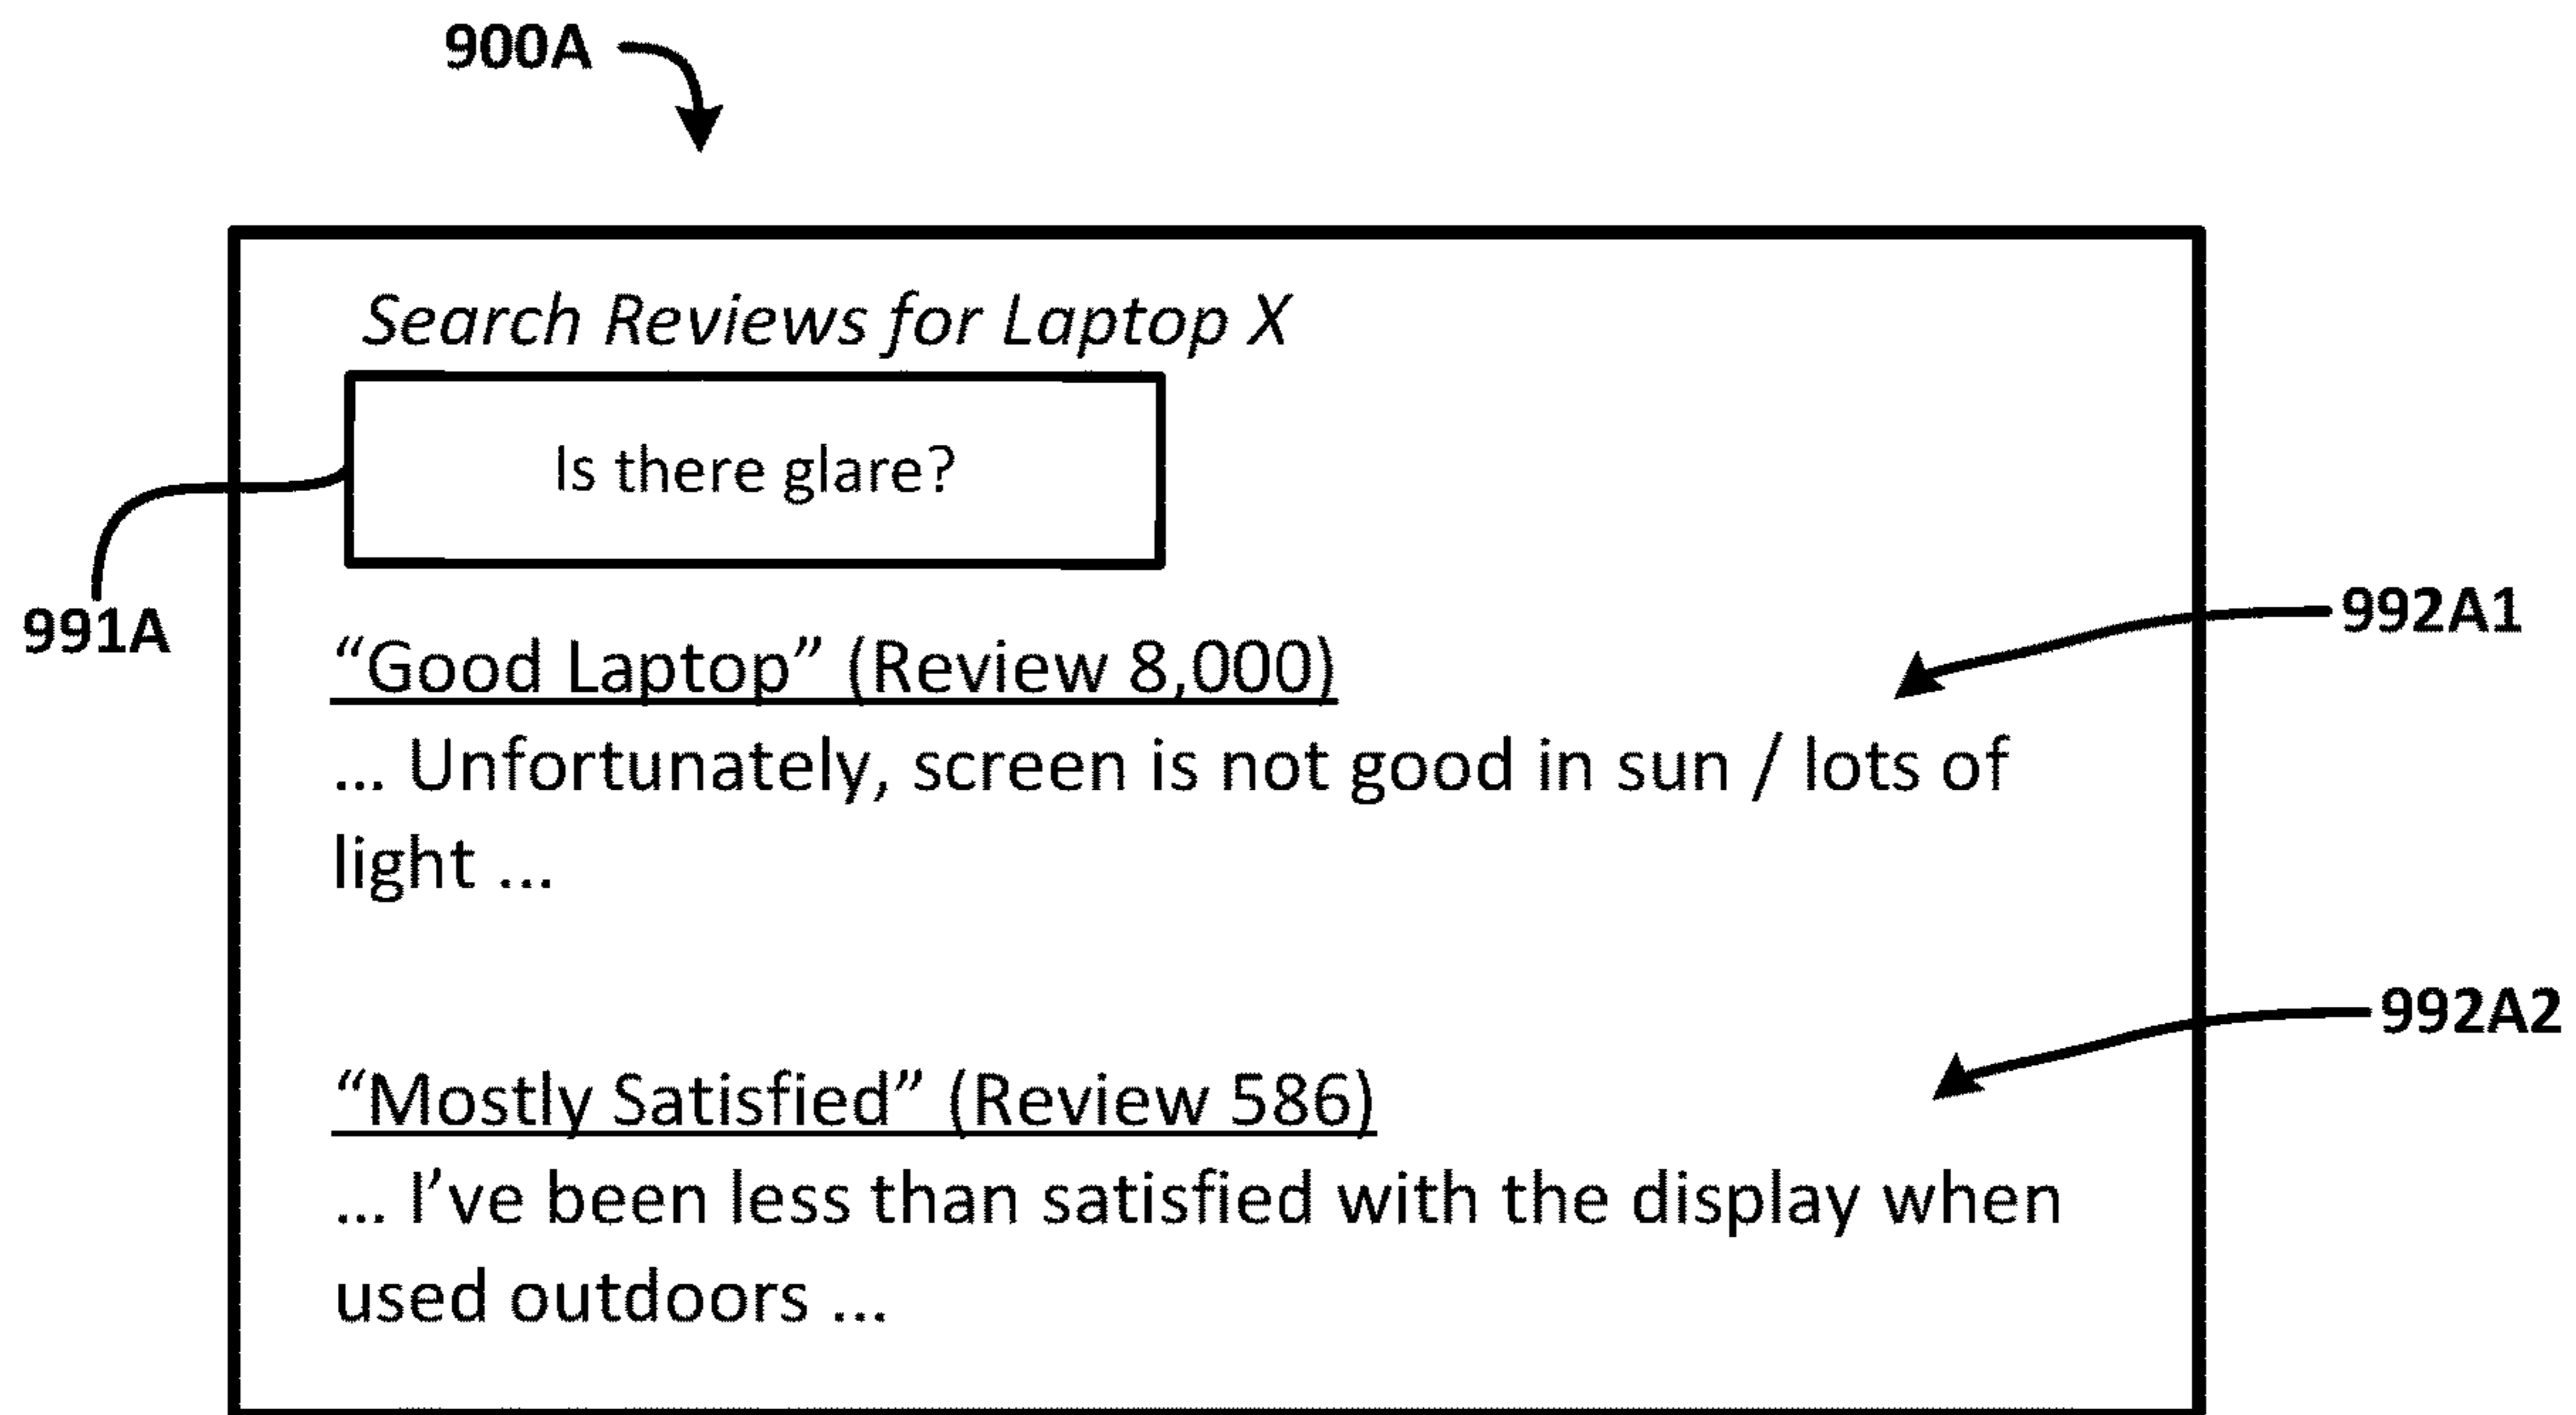 900A
Search Reviews for Laptop X
Is there glare?
991A
992A1
“Good Laptop” (Review 8,000)
... Unfortunately, screen is not good in sun / lots of
light ...
992A2
“Mostly Satisfied” (Review 586)
... I’ve been less than satisfied with the display when
used outdoors ...